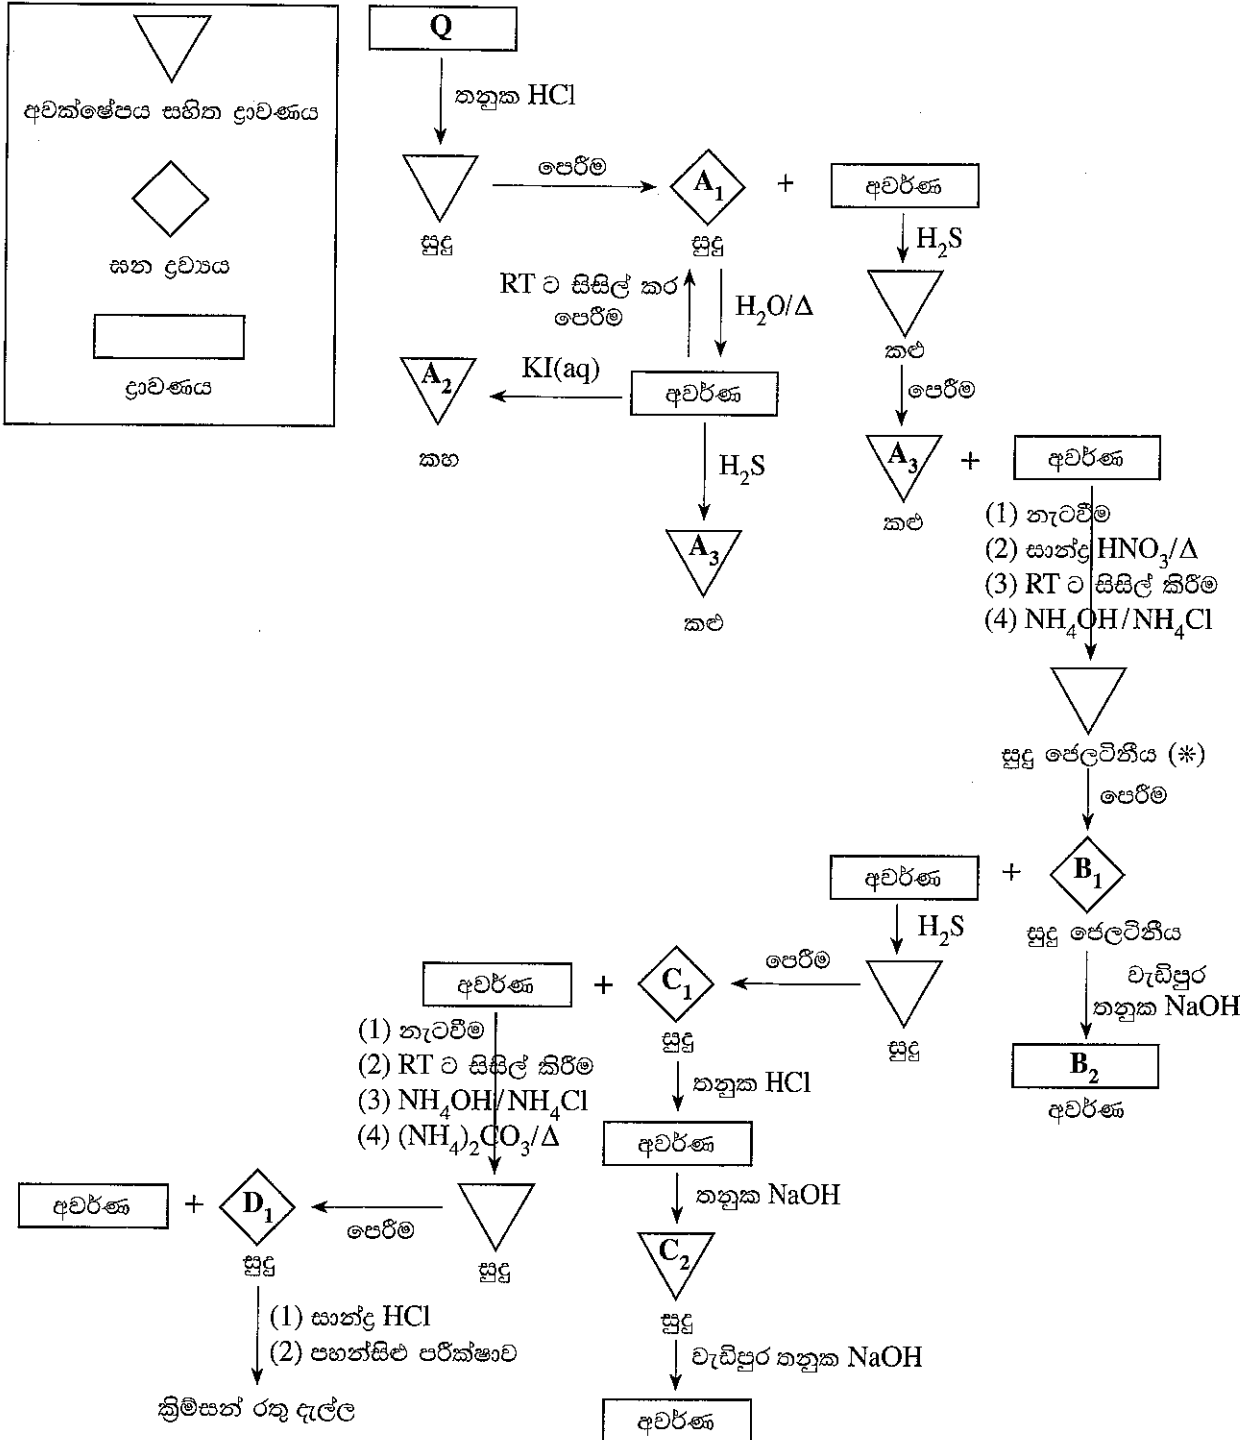 අවක්ෂේපය සහිත ද්‍රාවණය
ඝන ද්‍රව්‍යය
ද්‍රාවණය
Q
තනුක HCl
සුදු
පෙරීම
A₁
සුදු
+
අවර්ණ
H₂S
කළු
පෙරීම
RT ට සිසිල් කර
පෙරීම
H₂O/Δ
අවර්ණ
KI(aq)
A₂
කහ
H₂S
A₃
කළු
A₃
කළු
+
අවර්ණ
(1) නැටවීම
(2) සාන්ද්‍ර HNO₃/Δ
(3) RT ට සිසිල් කිරීම
(4) NH₄OH/NH₄Cl
සුදු ජෙලටිනීය (✻)
පෙරීම
අවර්ණ
+
B₁
සුදු ජෙලටිනීය
වැඩිපුර
තනුක NaOH
B₂
අවර්ණ
H₂S
සුදු
පෙරීම
C₁
සුදු
+
අවර්ණ
(1) නැටවීම
(2) RT ට සිසිල් කිරීම
(3) NH₄OH/NH₄Cl
(4) (NH₄)₂CO₃/Δ
සුදු
පෙරීම
D₁
සුදු
+
අවර්ණ
(1) සාන්ද්‍ර HCl
(2) පහන්සිළු පරීක්ෂාව
ක්‍රිම්සන් රතු දැල්ල
තනුක HCl
අවර්ණ
තනුක NaOH
C₂
සුදු
වැඩිපුර තනුක NaOH
අවර්ණ